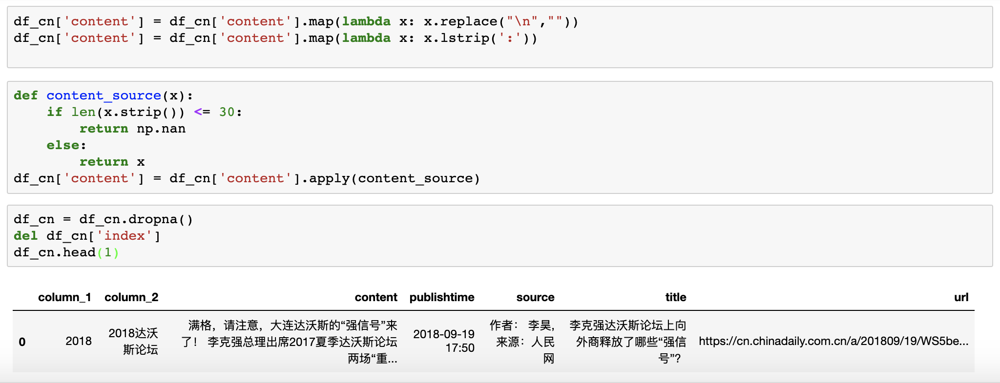 df_cn['content'] = df_cn['content'].map(lambda x: x.replace("\n",""))
df_cn['content'] = df_cn['content'].map(lambda x: x.lstrip(':'))
def content_source(x):
    if len(x.strip()) <= 30:
        return np.nan
    else:
        return x
df_cn['content'] = df_cn['content'].apply(content_source)
df_cn = df_cn.dropna()
del df_cn['index']
df_cn.head(1)
column_1 column_2 content publishtime source title url
0
2018
2018达沃
斯论坛
满格，请注意，大连达沃斯的“强信号”来
了！ 李克强总理出席2017夏季达沃斯论坛
两场“重...
2018-09-19
17:50
作者： 李昊，
来源：人民
网
李克强达沃斯论坛上向
外商释放了哪些“强信
号”？
https://cn.chinadaily.com.cn/a/201809/19/WS5be...